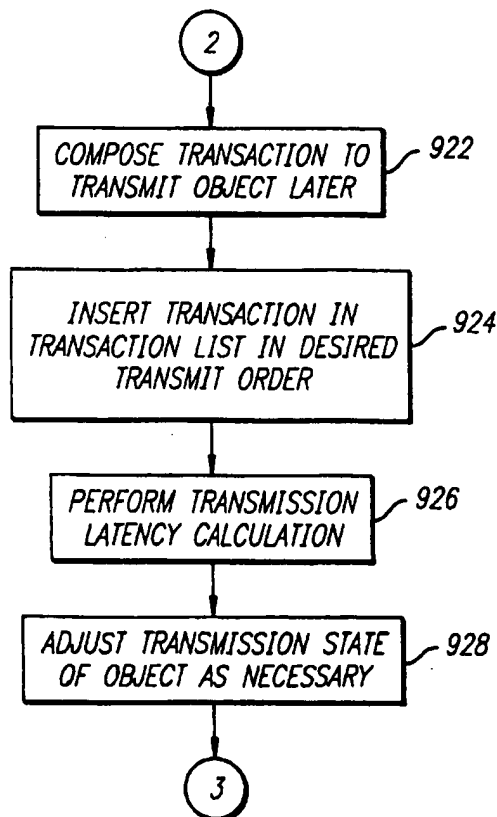 2
COMPOSE TRANSACTION TO
TRANSMIT OBJECT LATER
922
INSERT TRANSACTION IN
TRANSACTION LIST IN DESIRED
TRANSMIT ORDER
924
PERFORM TRANSMISSION
LATENCY CALCULATION
926
ADJUST TRANSMISSION STATE
OF OBJECT AS NECESSARY
928
3